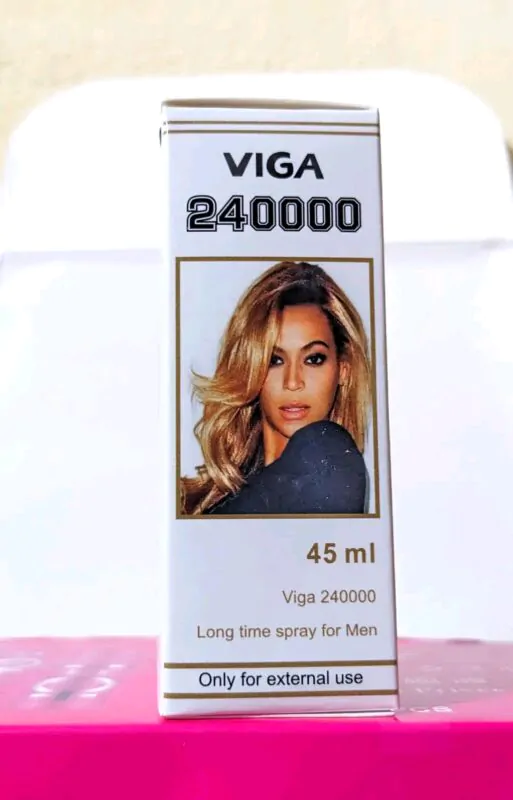 VIGA
240000
45 ml
Viga 240000
Long time spray for Men
Only for external use